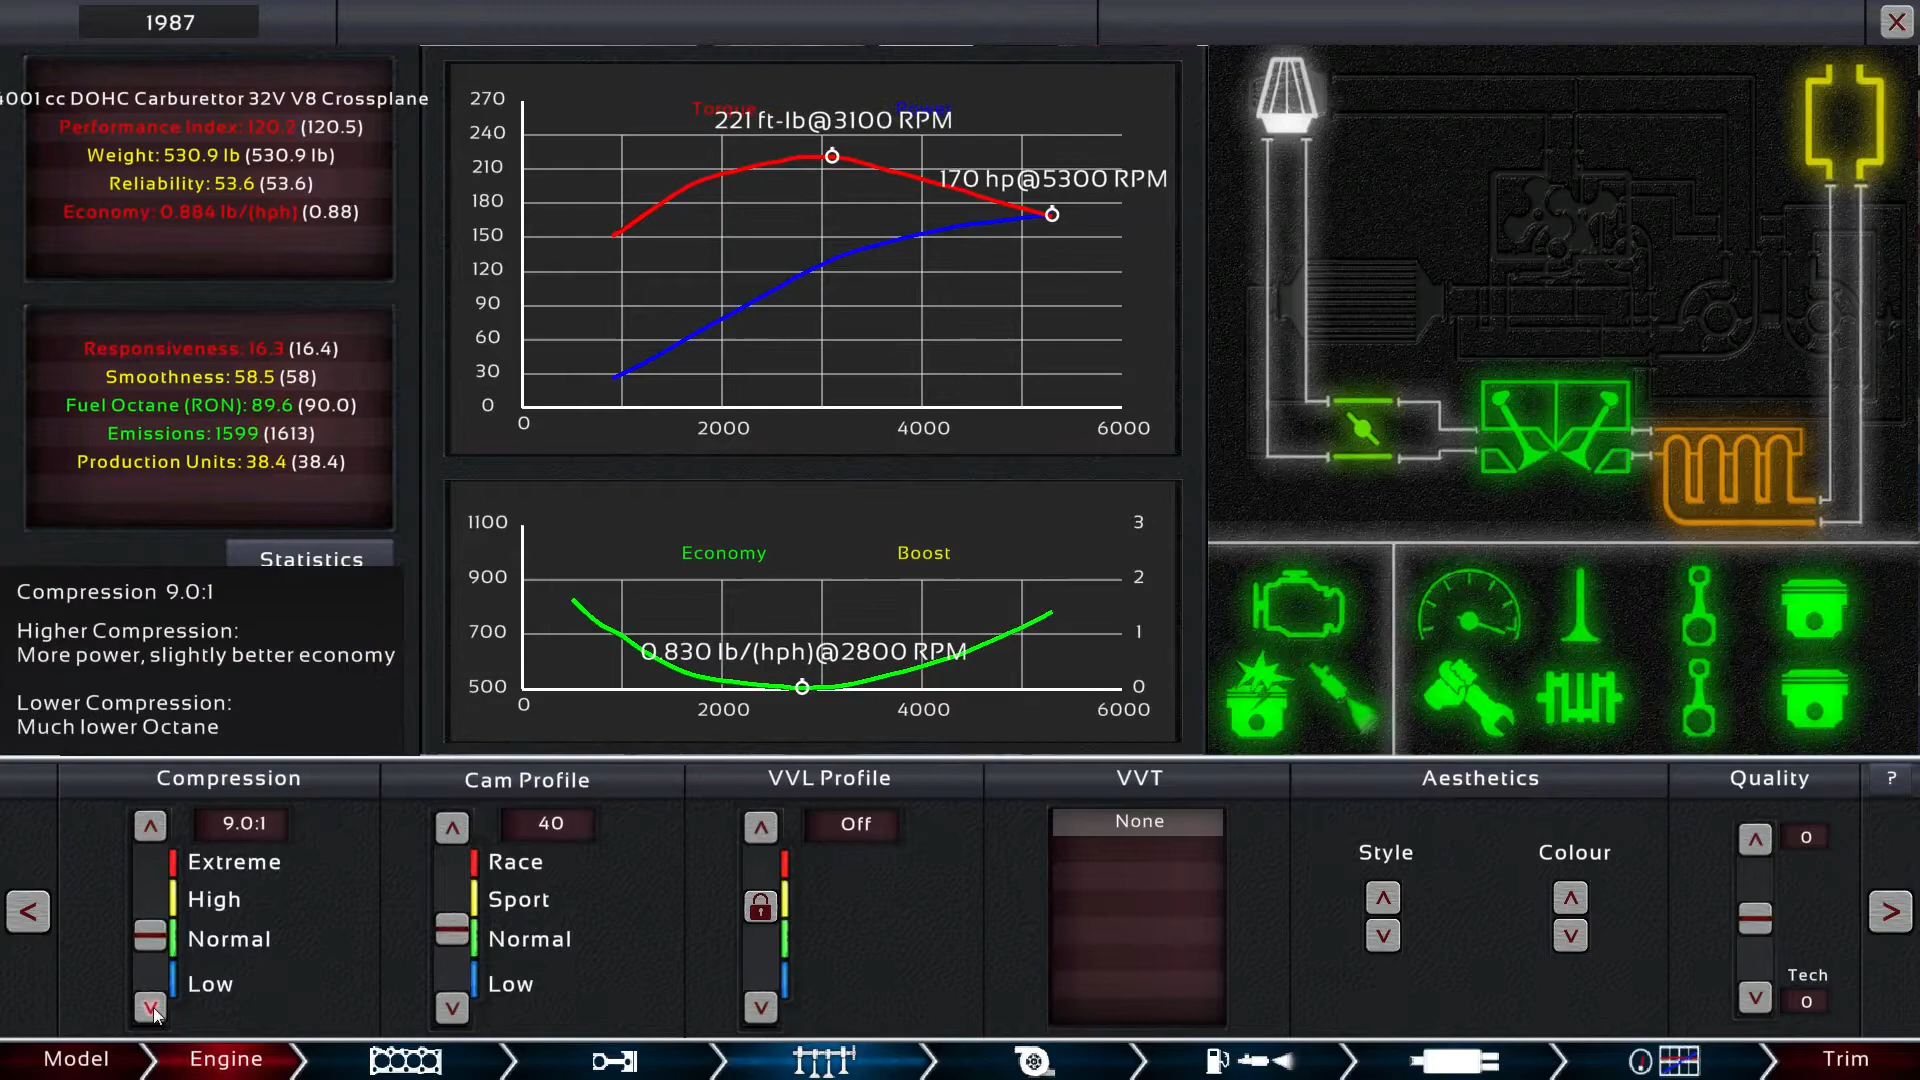 1987
4001 cc DOHC Carburettor 32V V8 Crossplane
Performance Index: 120.2 (120.5)
Weight: 530.9 lb (530.9 lb)
Reliability: 53.6 (53.6)
Economy: 0.884 lb/(hph) (0.88)
Responsiveness: 16.3 (16.4)
Smoothness: 58.5 (58)
Fuel Octane (RON): 89.6 (90.0)
Emissions: 1599 (1613)
Production Units: 38.4 (38.4)
Statistics
Compression 9.0:1
Higher Compression:
More power, slightly better economy
Lower Compression:
Much lower Octane
Torque Power
221 ft-lb@3100 RPM
170 hp@5300 RPM
270
240
210
180
150
120
90
60
30
0
0 2000 4000 6000
Economy Boost
0.830 lb/(hph)@2800 RPM
1100 3
900 2
700 1
500 0
0 2000 4000 6000
Compression Cam Profile VVL Profile VVT Aesthetics Quality ?
9.0:1
Extreme
High
Normal
Low
40
Race
Sport
Normal
Low
Off
None
Style Colour
0
Tech
0
< >
Model Engine Trim